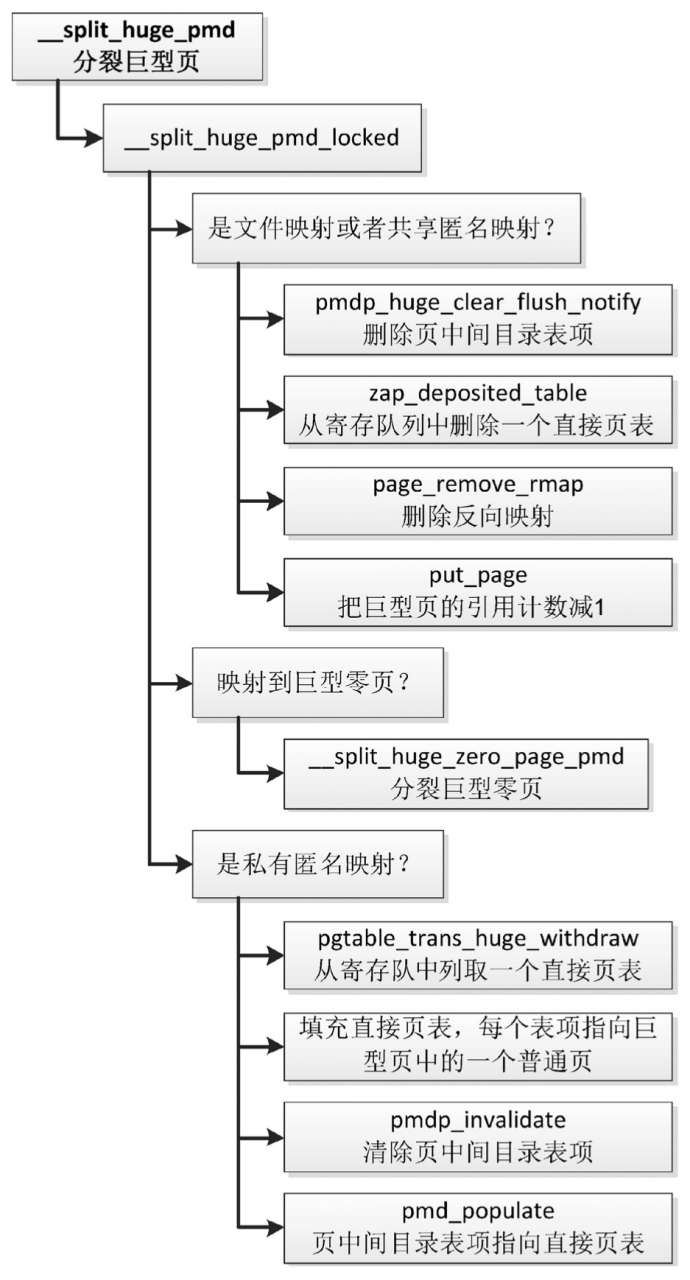 __split_huge_pmd
分裂巨型页
__split_huge_pmd_locked
是文件映射或者共享匿名映射？
pmdp_huge_clear_flush_notify
删除页中间目录表项
zap_deposited_table
从寄存队列中删除一个直接页表
page_remove_rmap
删除反向映射
put_page
把巨型页的引用计数减1
映射到巨型零页？
__split_huge_zero_page_pmd
分裂巨型零页
是私有匿名映射？
pgtable_trans_huge_withdraw
从寄存队中列取一个直接页表
填充直接页表，每个表项指向巨
型页中的一个普通页
pmdp_invalidate
清除页中间目录表项
pmd_populate
页中间目录表项指向直接页表